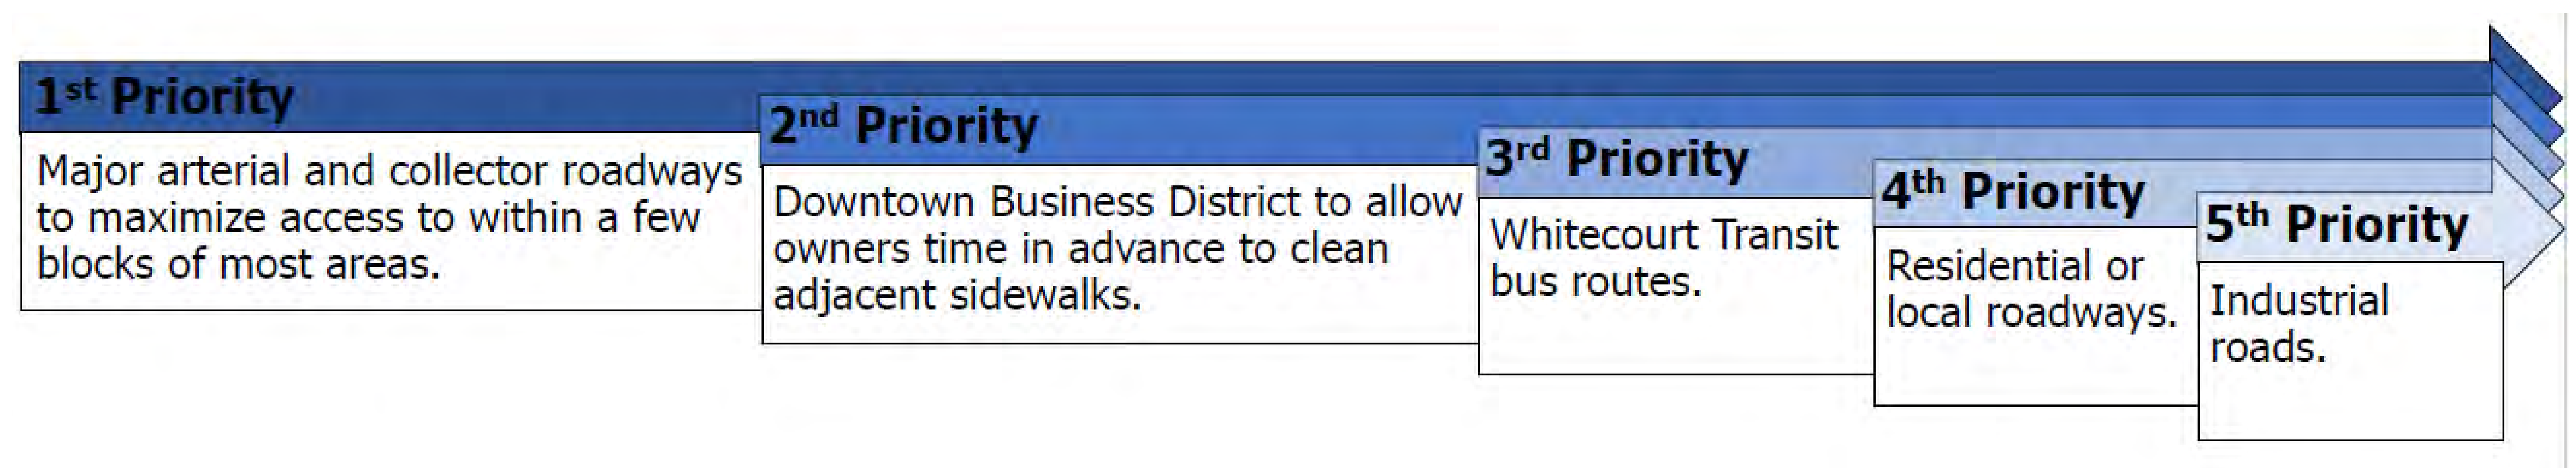 1st Priority
Major arterial and collector roadways
to maximize access to within a few
blocks of most areas.
2nd Priority
Downtown Business District to allow
owners time in advance to clean
adjacent sidewalks.
3rd Priority
Whitecourt Transit
bus routes.
4th Priority
Residential or
local roadways.
5th Priority
Industrial
roads.